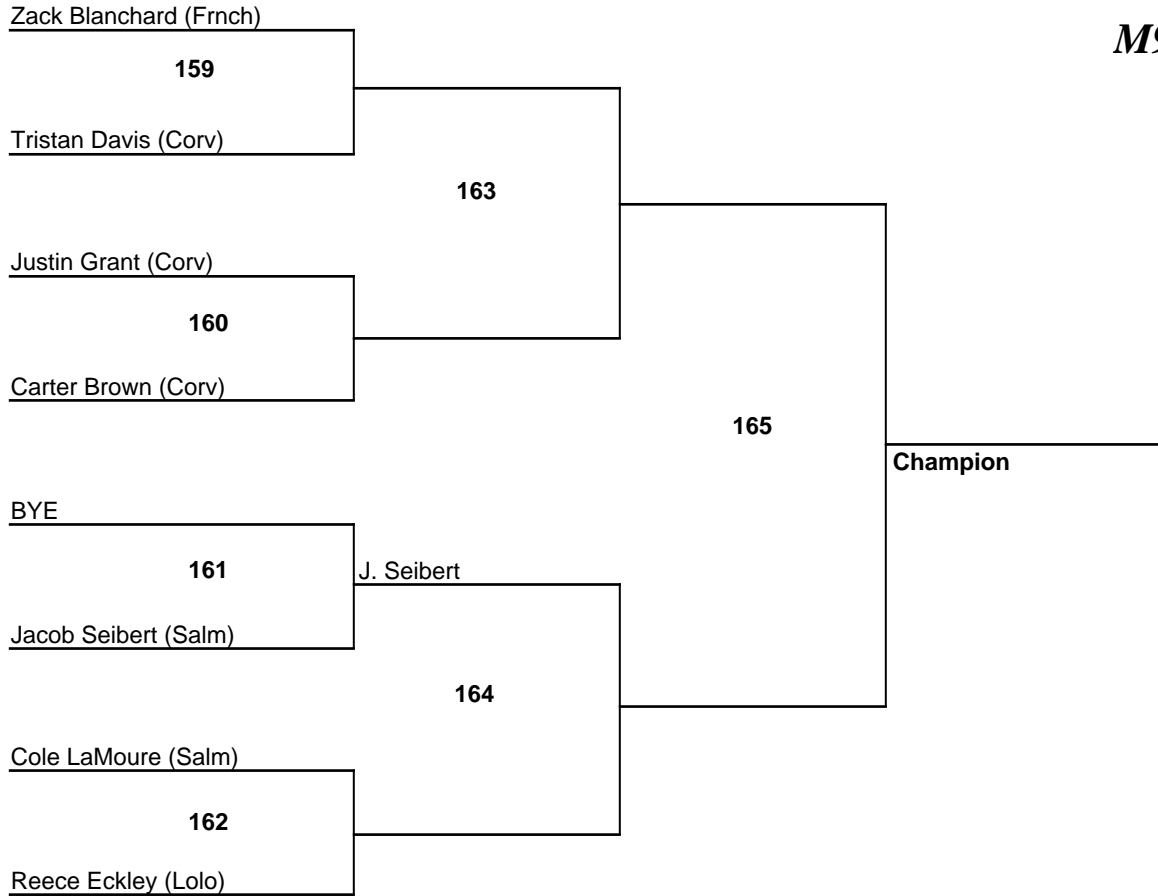 Zack Blanchard (Frnch)
M9
159
Tristan Davis (Corv)
163
Justin Grant (Corv)
160
Carter Brown (Corv)
165
Champion
BYE
161
J. Seibert
Jacob Seibert (Salm)
164
Cole LaMoure (Salm)
162
Reece Eckley (Lolo)